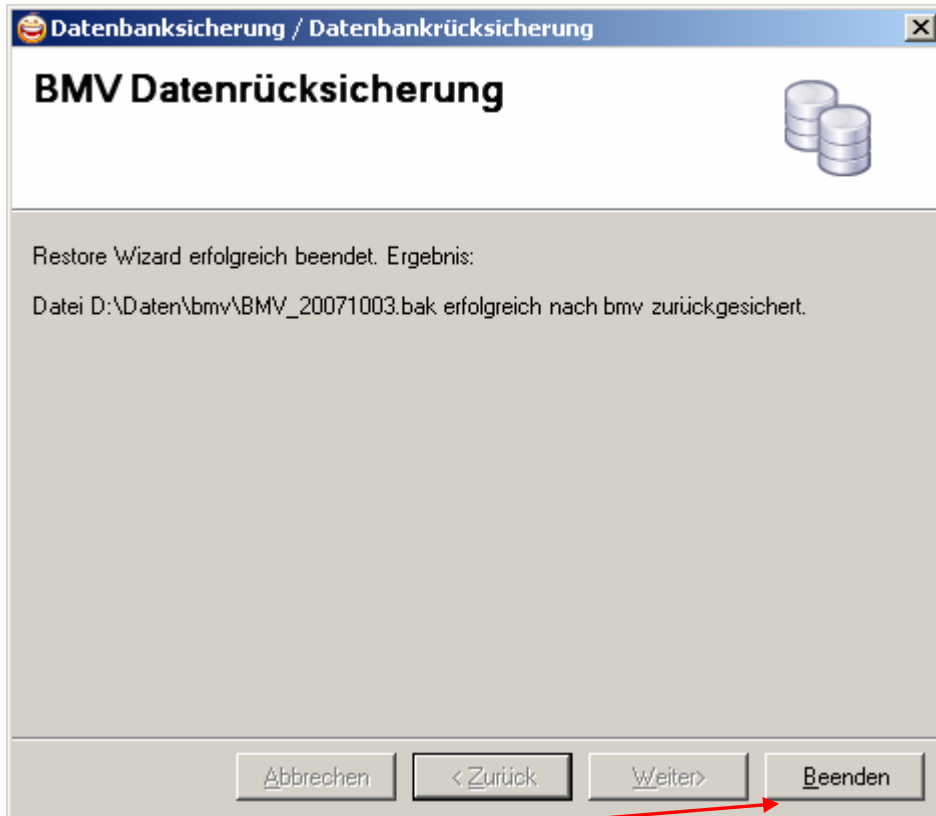 Datenbanksicherung / Datenbankrücksicherung
BMV Datenrücksicherung
Restore Wizard erfolgreich beendet. Ergebnis:
Datei D:\Daten\bmv\BMV_20071003.bak erfolgreich nach bmv zurückgesichert.
Abbrechen < Zurück Weiter> Beenden